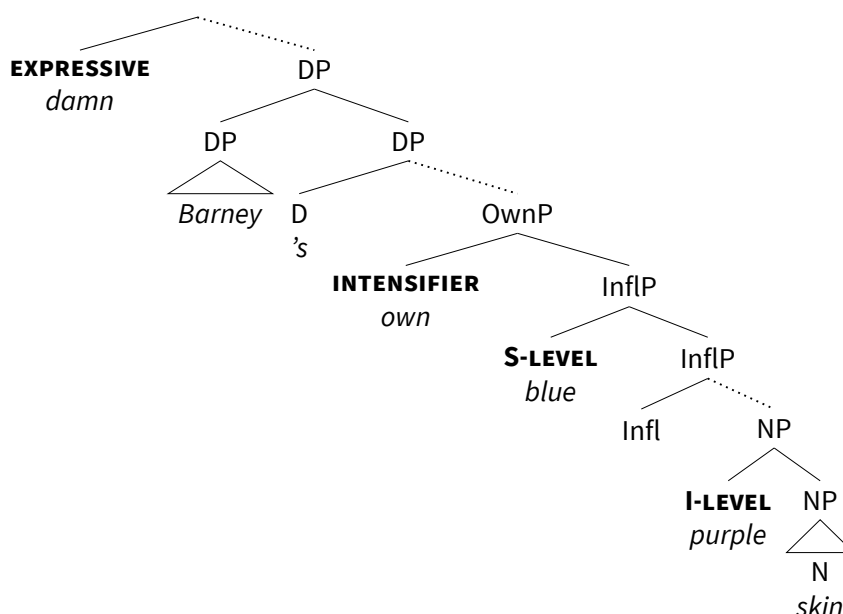 EXPRESSIVE DP
damn
DP DP
Barney D OwnP
's
INTENSIFIER InflP
own
S-LEVEL InflP
blue
Infl NP
I-LEVEL NP
purple
N
skin